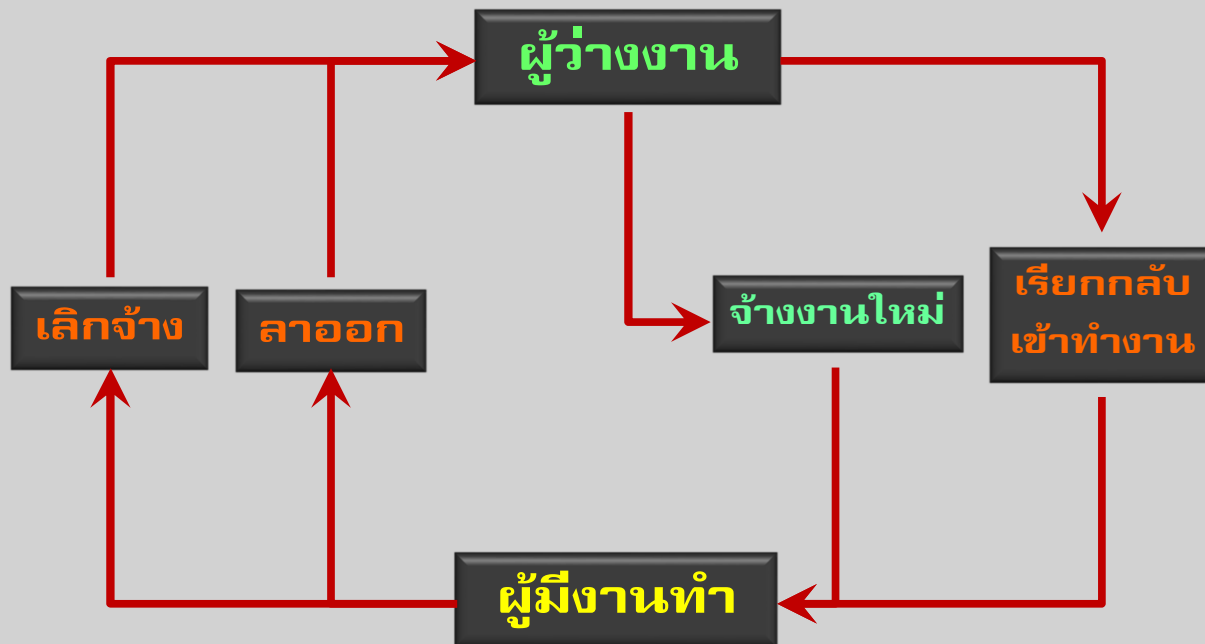 ผู้ว่างงาน
เลิกจ้าง
ลาออก
จ้างงานใหม่
เรียกกลับ
เข้าทำงาน
ผู้มีงานทำ